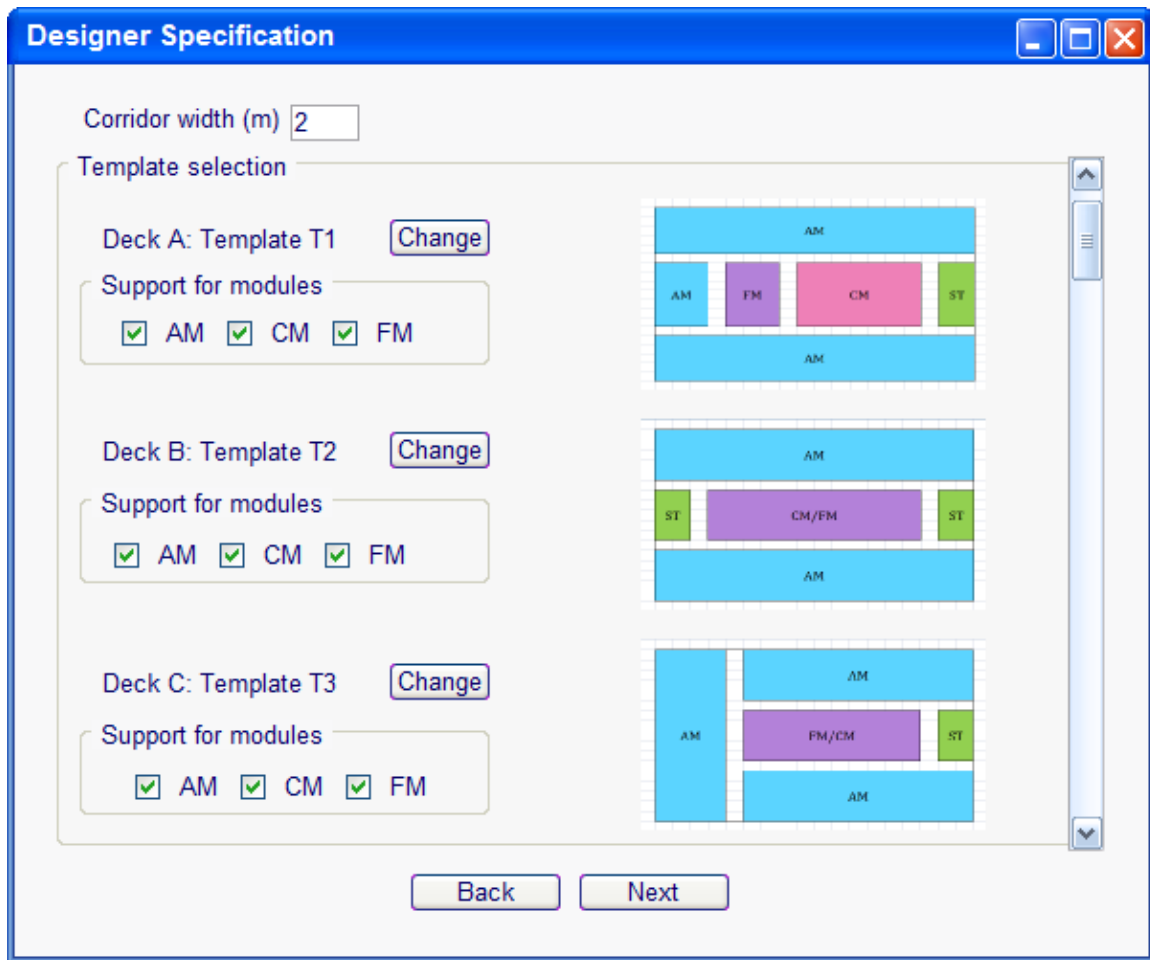 Designer Specification
Corridor width (m) 2
Template selection
Deck A: Template T1 Change
Support for modules
AM CM FM
AM
AM FM CM ST
AM
Deck B: Template T2 Change
Support for modules
AM CM FM
AM
ST CM/FM ST
AM
Deck C: Template T3 Change
Support for modules
AM CM FM
AM
AM FM/CM ST
AM
Back Next